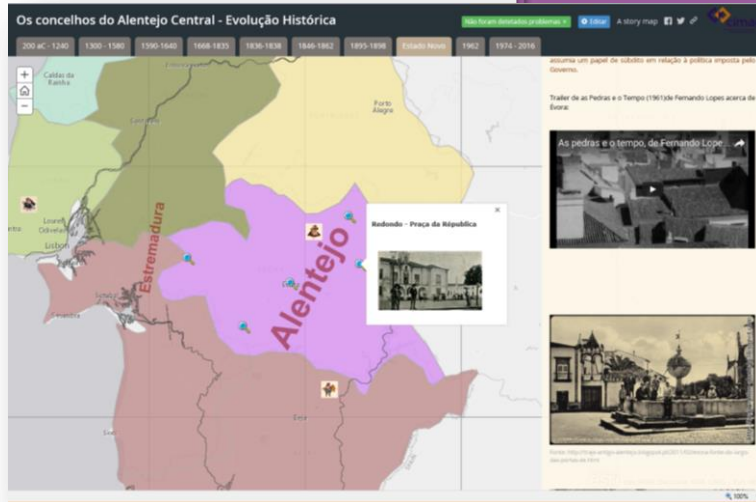 Os concelhos do Alentejo Central - Evolução Histórica
Não foram detetados problemas
Editar
A story map
cima
200 aC - 1240
1300 - 1580
1590-1640
1668-1835
1836-1838
1846-1862
1895-1898
Estado Novo
1962
1974 - 2016
assumia um papel de súbdito em relação à política imposta pelo
Governo.
Trailer de as Pedras e o Tempo (1961)de Fernando Lopes acerca de
Évora:
As pedras e o tempo, de Fernando Lope...
Caldas da
Rainha
Porto
Alegre
Lisbon
Estremadura
Alentejo
Redondo - Praça da Républica
Beja
100%